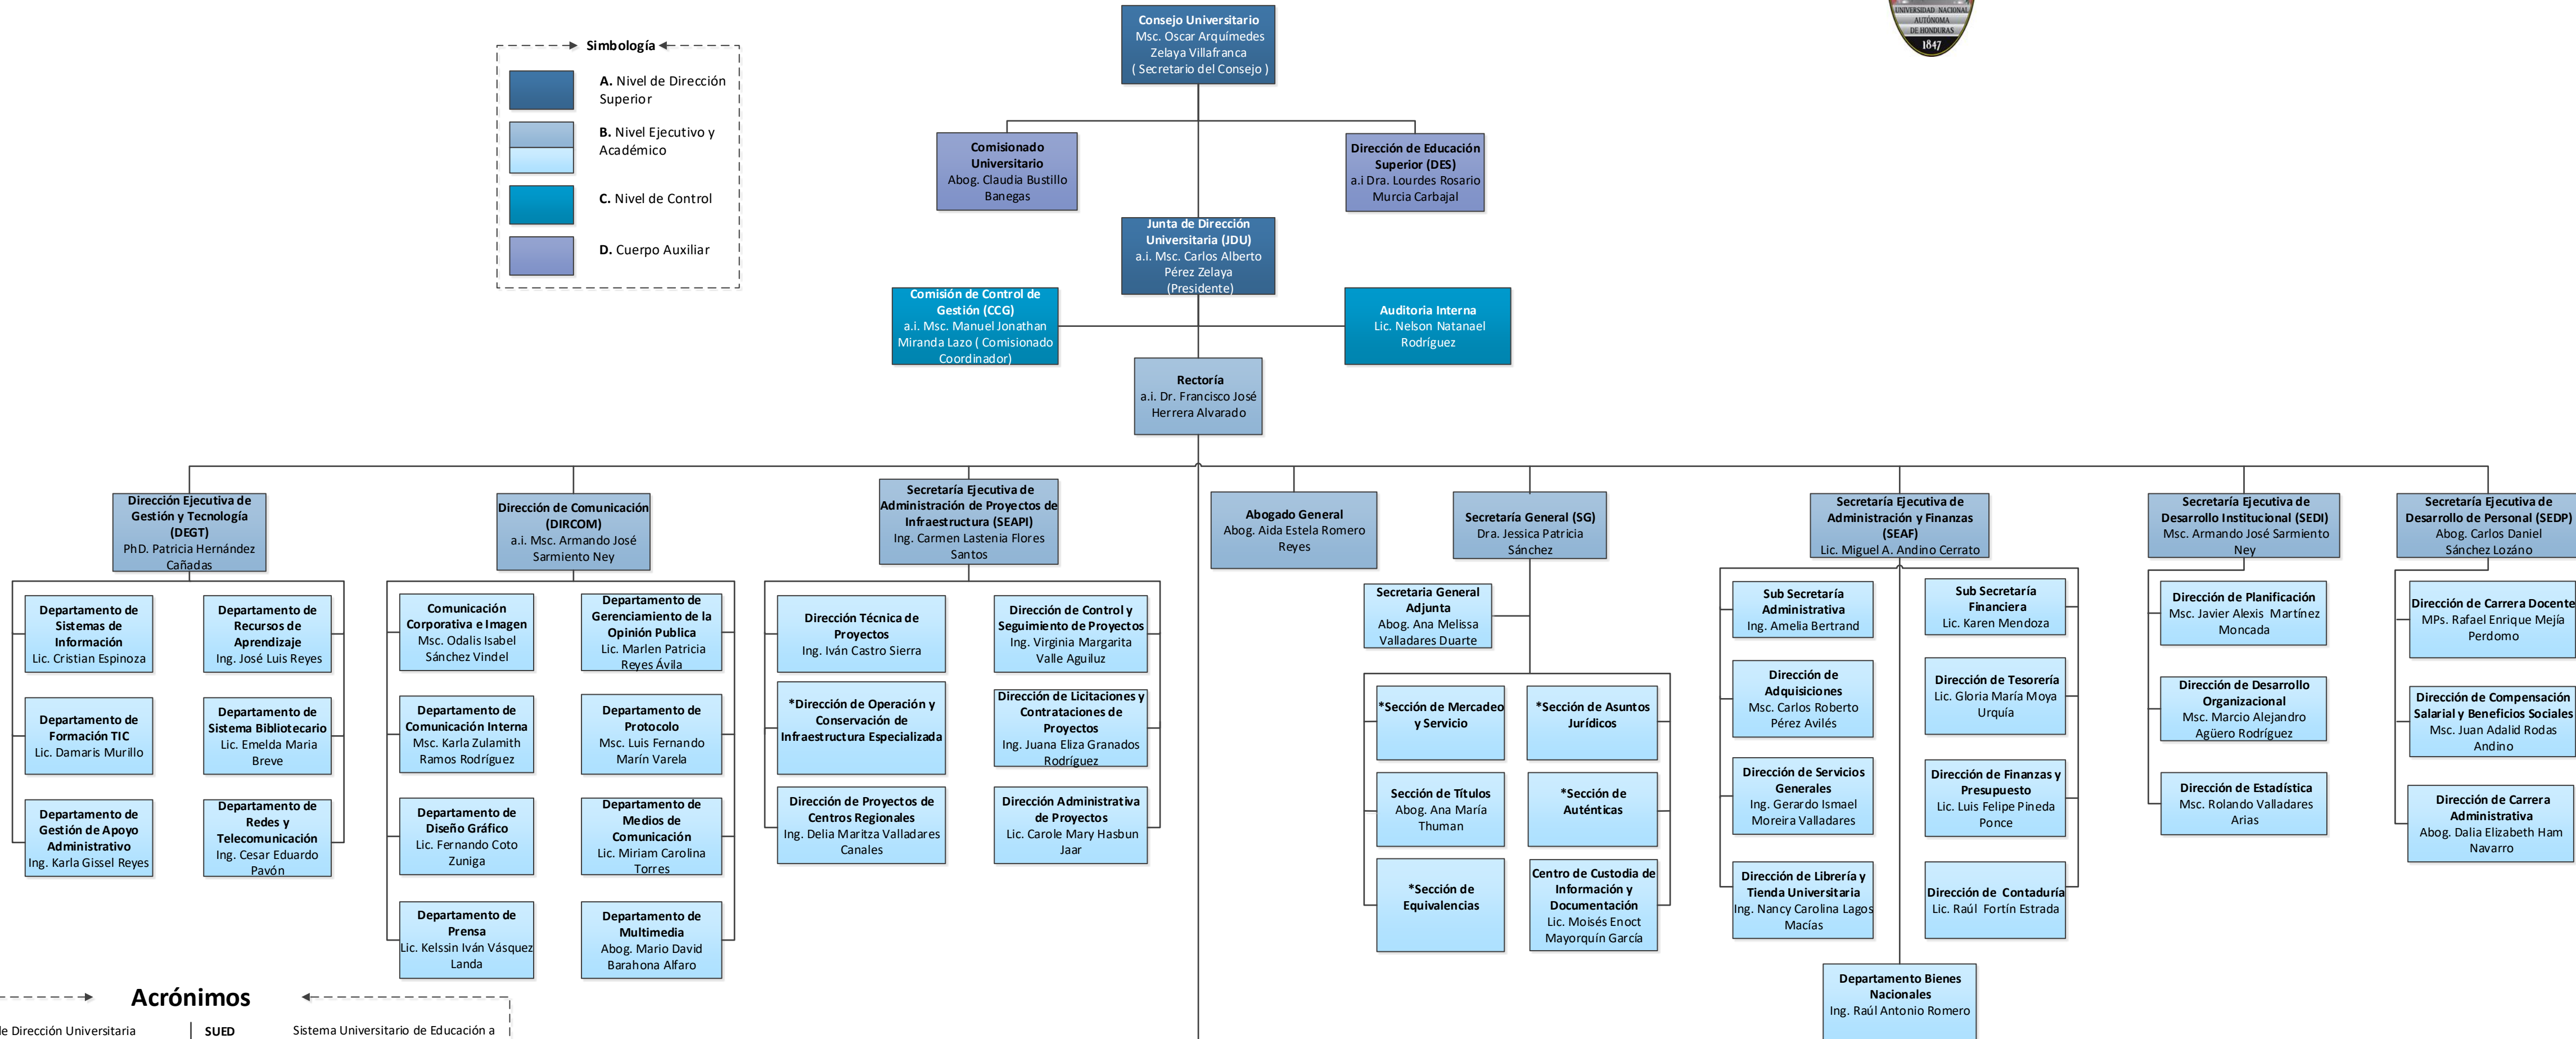 Consejo Universitario
Msc. Oscar Arquímedes
Zelaya Villafranca
( Secretario del Consejo )
UNIVERSIDAD NACIONAL
AUTÓNOMA
DE HONDURAS
1847
Simbología
A. Nivel de Dirección
Superior
B. Nivel Ejecutivo y
Académico
C. Nivel de Control
D. Cuerpo Auxiliar
Comisionado
Universitario
Abog. Claudia Bustillo
Banegas
Dirección de Educación
Superior (DES)
a.i Dra. Lourdes Rosario
Murcia Carbajal
Junta de Dirección
Universitaria (JDU)
a.i. Msc. Carlos Alberto
Pérez Zelaya
(Presidente)
Comisión de Control de
Gestión (CCG)
a.i. Msc. Manuel Jonathan
Miranda Lazo ( Comisionado
Coordinador)
Auditoria Interna
Lic. Nelson Natanael
Rodríguez
Rectoría
a.i. Dr. Francisco José
Herrera Alvarado
Dirección Ejecutiva de
Gestión y Tecnología
(DEGT)
PhD. Patricia Hernández
Cañadas
Dirección de Comunicación
(DIRCOM)
a.i. Msc. Armando José
Sarmiento Ney
Secretaría Ejecutiva de
Administración de Proyectos de
Infraestructura (SEAPI)
Ing. Carmen Lastenia Flores
Santos
Abogado General
Abog. Aida Estela Romero
Reyes
Secretaría General (SG)
Dra. Jessica Patricia
Sánchez
Secretaría Ejecutiva de
Administración y Finanzas
(SEAF)
Lic. Miguel A. Andino Cerrato
Secretaría Ejecutiva de
Desarrollo Institucional (SEDI)
Msc. Armando José Sarmiento
Ney
Secretaría Ejecutiva de
Desarrollo de Personal (SEDP)
Abog. Carlos Daniel
Sánchez Lozáno
Departamento de
Sistemas de
Información
Lic. Cristian Espinoza
Departamento de
Recursos de
Aprendizaje
Ing. José Luis Reyes
Departamento de
Formación TIC
Lic. Damaris Murillo
Departamento de
Sistema Bibliotecario
Lic. Emelda Maria
Breve
Departamento de
Gestión de Apoyo
Administrativo
Ing. Karla Gissel Reyes
Departamento de
Redes y
Telecomunicación
Ing. Cesar Eduardo
Pavón
Comunicación
Corporativa e Imagen
Msc. Odalis Isabel
Sánchez Vindel
Departamento de
Gerenciamiento de la
Opinión Publica
Lic. Marlen Patricia
Reyes Ávila
Departamento de
Comunicación Interna
Msc. Karla Zulamith
Ramos Rodríguez
Departamento de
Protocolo
Msc. Luis Fernando
Marín Varela
Departamento de
Diseño Gráfico
Lic. Fernando Coto
Zuniga
Departamento de
Medios de
Comunicación
Lic. Miriam Carolina
Torres
Departamento de
Prensa
Lic. Kelssin Iván Vásquez
Landa
Departamento de
Multimedia
Abog. Mario David
Barahona Alfaro
Dirección Técnica de
Proyectos
Ing. Iván Castro Sierra
Dirección de Control y
Seguimiento de Proyectos
Ing. Virginia Margarita
Valle Aguiluz
*Dirección de Operación y
Conservación de
Infraestructura Especializada
Dirección de Licitaciones y
Contrataciones de
Proyectos
Ing. Juana Eliza Granados
Rodríguez
Dirección de Proyectos de
Centros Regionales
Ing. Delia Maritza Valladares
Canales
Dirección Administrativa
de Proyectos
Lic. Carole Mary Hasbun
Jaar
Secretaria General
Adjunta
Abog. Ana Melissa
Valladares Duarte
*Sección de Mercadeo
y Servicio
*Sección de Asuntos
Jurídicos
Sección de Títulos
Abog. Ana María
Thuman
*Sección de
Auténticas
*Sección de
Equivalencias
Centro de Custodia de
Información y
Documentación
Lic. Moisés Enoct
Mayorquín García
Sub Secretaría
Administrativa
Ing. Amelia Bertrand
Sub Secretaría
Financiera
Lic. Karen Mendoza
Dirección de
Adquisiciones
Msc. Carlos Roberto
Pérez Avilés
Dirección de Tesorería
Lic. Gloria María Moya
Urquía
Dirección de Servicios
Generales
Ing. Gerardo Ismael
Moreira Valladares
Dirección de Finanzas y
Presupuesto
Lic. Luis Felipe Pineda
Ponce
Dirección de Librería y
Tienda Universitaria
Ing. Nancy Carolina Lagos
Macías
Dirección de Contaduría
Lic. Raúl Fortín Estrada
Departamento Bienes
Nacionales
Ing. Raúl Antonio Romero
Dirección de Planificación
Msc. Javier Alexis Martínez
Moncada
Dirección de Desarrollo
Organizacional
Msc. Marcio Alejandro
Agüero Rodríguez
Dirección de Estadística
Msc. Rolando Valladares
Arias
Dirección de Carrera Docente
MPs. Rafael Enrique Mejía
Perdomo
Dirección de Compensación
Salarial y Beneficios Sociales
Msc. Juan Adalid Rodas
Andino
Dirección de Carrera
Administrativa
Abog. Dalia Elizabeth Ham
Navarro
Acrónimos
de Dirección Universitaria
SUED
Sistema Universitario de Educación a